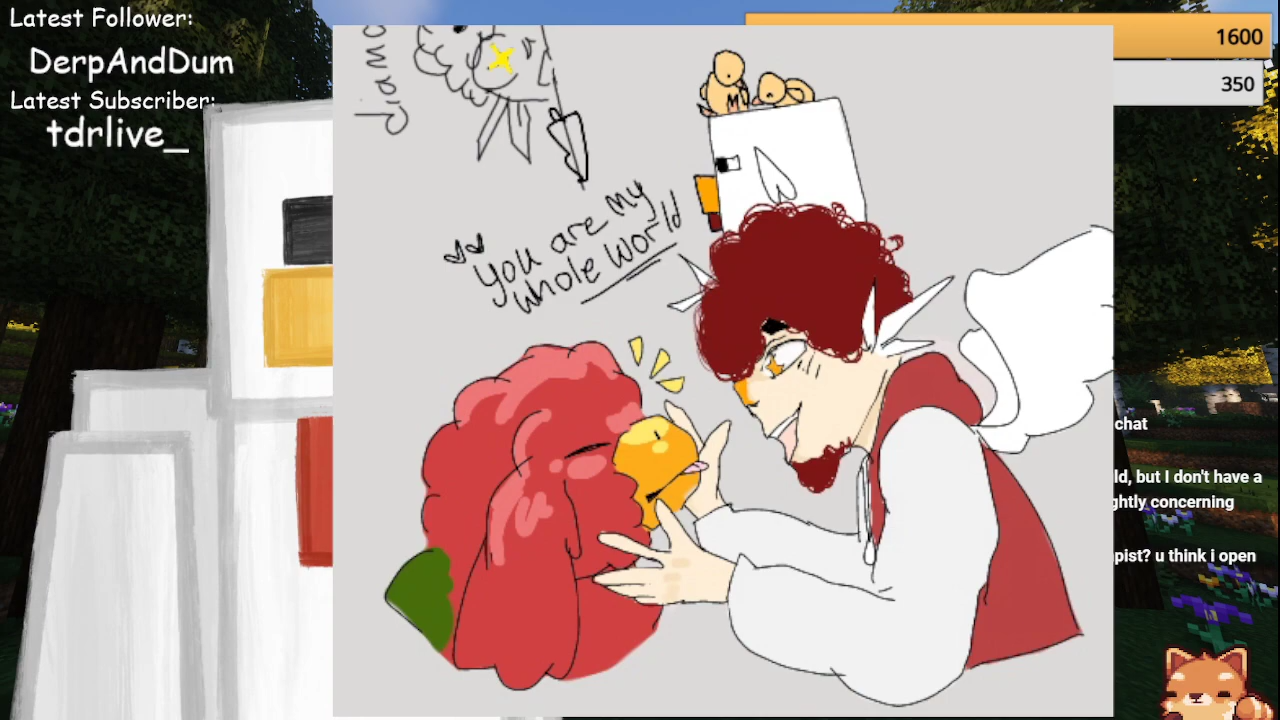 Latest Follower:
DerpAndDum
Latest Subscriber:
tdrlive_
1600
350
diamo
M
you are my
whole world
chat
ld, but I don't have a
ghtly concerning
pist? u think i open